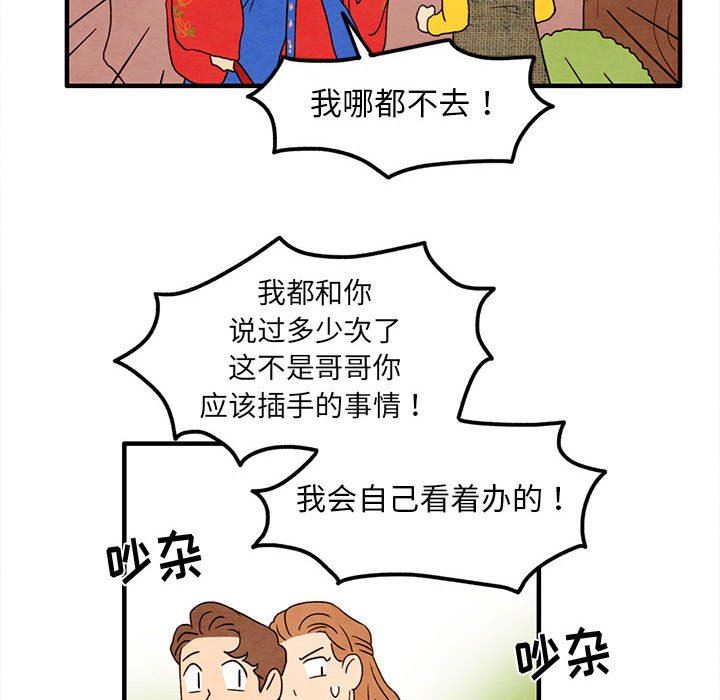 我哪都不去！
我都和你
说过多少次了
这不是哥哥你
应该插手的事情！
我会自己看着办的！
吵杂
吵杂